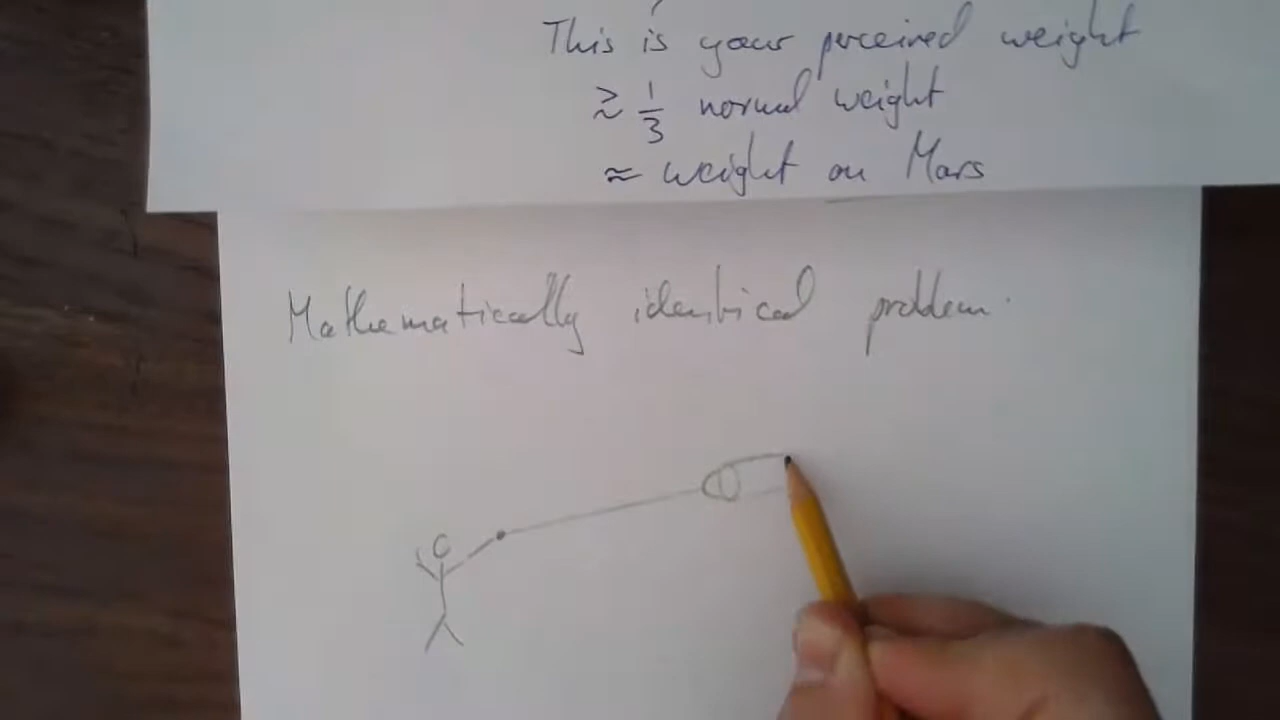 This is your perceived weight
≳ 1/3 normal weight
≈ weight on Mars
Mathematically identical problem: